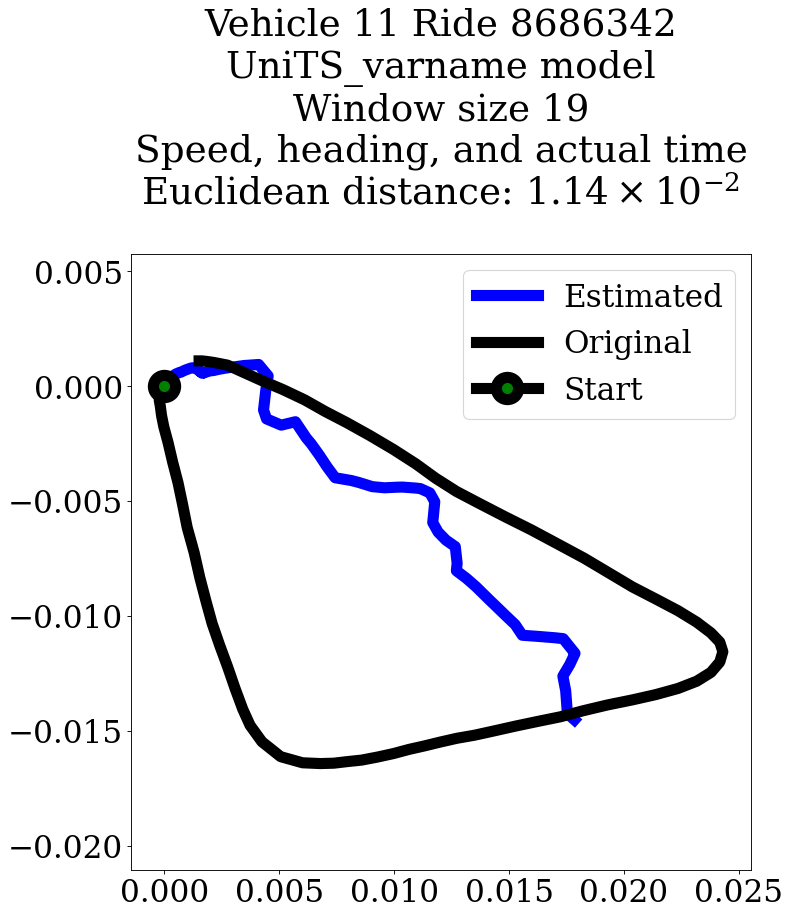 Vehicle 11 Ride 8686342
UniTS_varname model
Window size 19
Speed, heading, and actual time
Euclidean distance: 1.14 × 10⁻²
Estimated
Original
Start
0.005
0.000
−0.005
−0.010
−0.015
−0.020
0.000 0.005 0.010 0.015 0.020 0.025